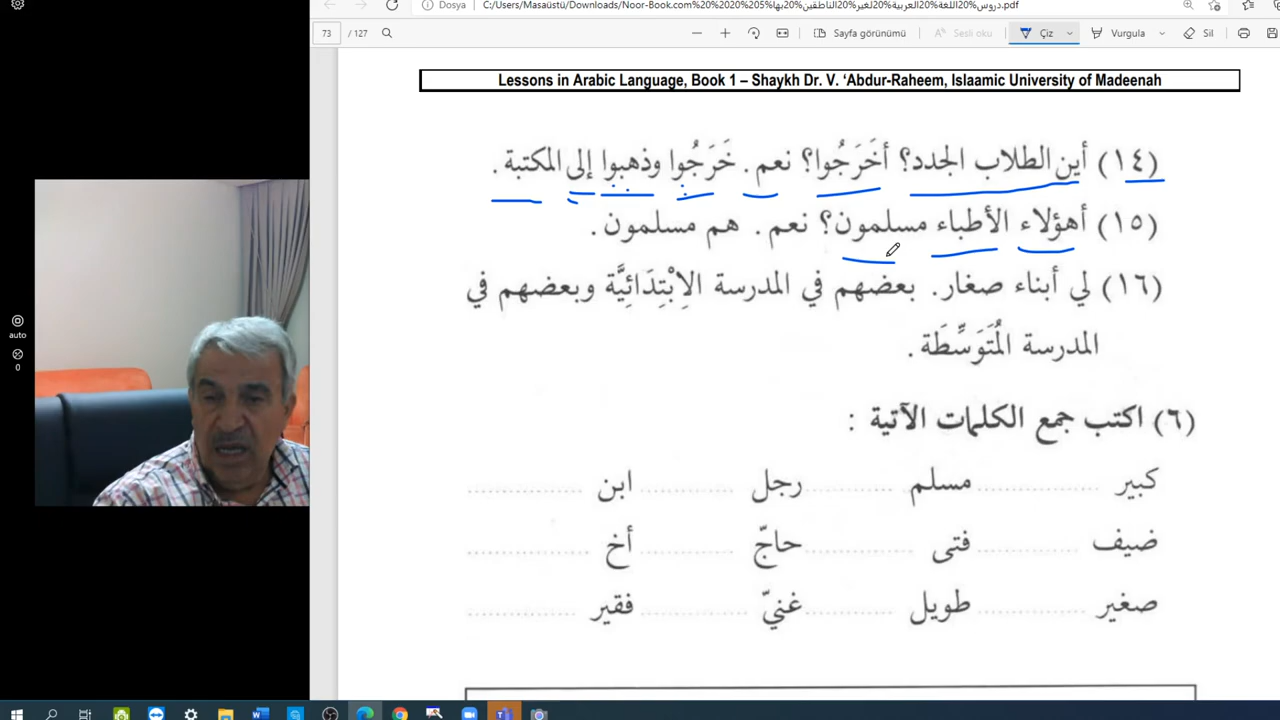 Dosya
C:/Users/Masaüstü/Downloads/Noor-Book.com%20%2020%205%20دروس%20اللغة%20العربية%20لغير%20الناطقين%20بها.pdf
73 / 127
Sayfa görünümü
Sesli oku
Çiz
Vurgula
Sil
Lessons in Arabic Language, Book 1 – Shaykh Dr. V. ‘Abdur-Raheem, Islaamic University of Madeenah
(١٤) أين الطلاب الجدد؟ أخَرَجُوا؟ نعم. خَرَجُوا وذهبوا إلى المكتبة.
(١٥) أهؤلاء الأطباء مسلمون؟ نعم. هم مسلمون.
(١٦) لي أبناء صغار. بعضهم في المدرسة الاِبْتِدَائِيَّة وبعضهم في
المدرسة المُتَوَسِّطَة.
(٦) اكتب جمع الكلمات الآتية :
كبير .................... مسلم .................... رجل .................... ابن ....................
ضيف .................... فتى .................... حاجّ .................... أخ ....................
صغير .................... طويل .................... غنيّ .................... فقير ....................
auto
0